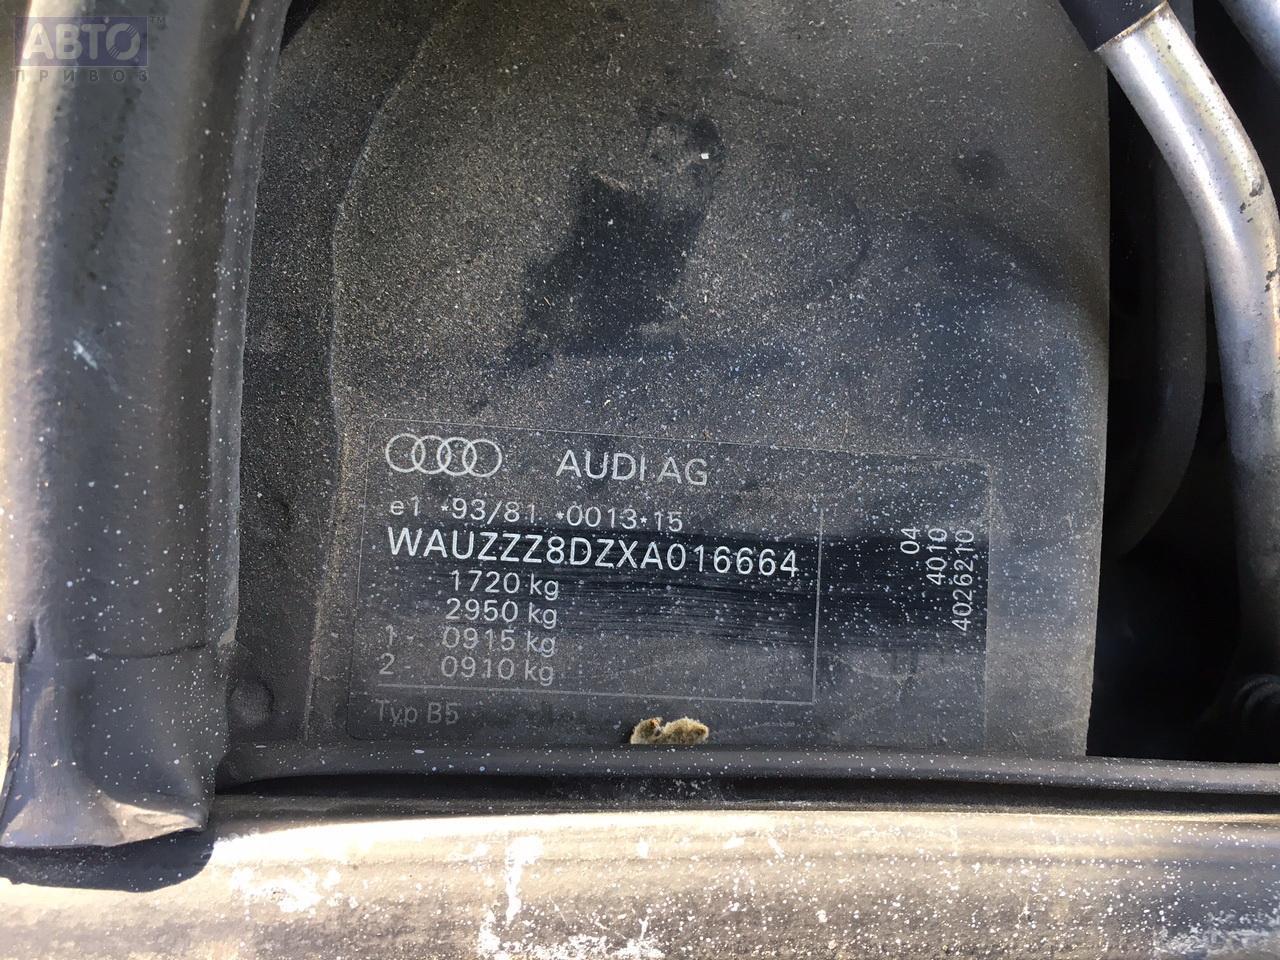 АВТО™
ПРИВОЗ
AUDI AG
e1 *93/81 *0013*15
WAUZZZ8DZXA016664
1720 kg
2950 kg
1- 0915 kg
2- 0910 kg
Typ B5
04
4010
4026210